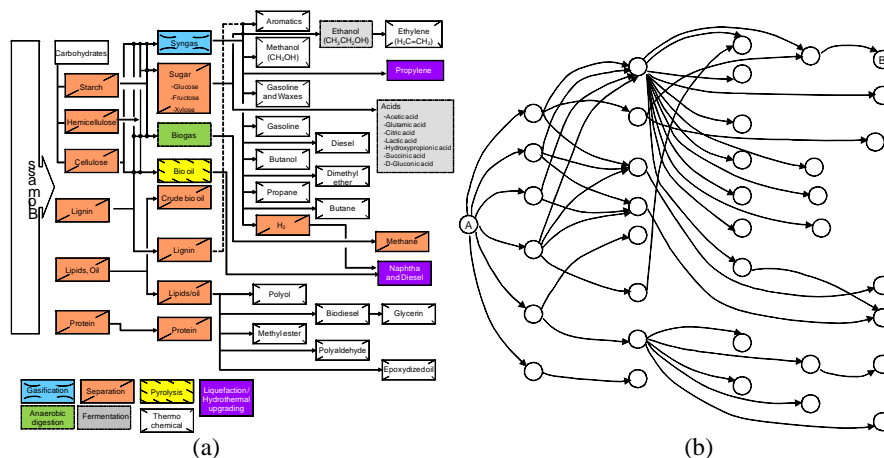 Biomass
Carbohydrates
Starch
Hemicellulose
Cellulose
Lignin
Lipids, Oil
Protein
Syngas
Sugar
-Glucose
-Fructose
-Xylose
Biogas
Bio oil
Crude bio oil
Lignin
Lipids/oil
Protein
Aromatics
Methanol
(CH3OH)
Gasoline
and Waxes
Gasoline
Butanol
Propane
H2
Polyol
Methyl ester
Ethanol
(CH3CH2OH)
Diesel
Dimethyl
ether
Butane
Biodiesel
Polyaldehyde
Ethylene
(H2C=CH2)
Propylene
Acids
-Acetic acid
-Glutamic acid
-Citric acid
-Lactic acid
-Hydroxypropionic acid
-Succinic acid
-D-Gluconic acid
Methane
Naphtha
and Diesel
Glycerin
Epoxydized oil
Gasification
Separation
Pyrolysis
Liquefaction/
Hydrothermal
upgrading
Anaerobic
digestion
Fermentation
Thermo
chemical
(a)
A
B
(b)